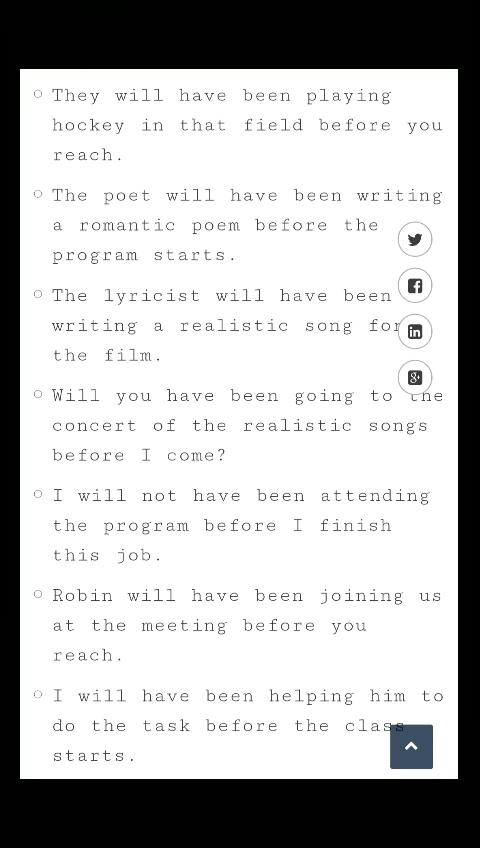 They will have been playing
hockey in that field before you
reach.
The poet will have been writing
a romantic poem before the
program starts.
The lyricist will have been
writing a realistic song for
the film.
Will you have been going to the
concert of the realistic songs
before I come?
I will not have been attending
the program before I finish
this job.
Robin will have been joining us
at the meeting before you
reach.
I will have been helping him to
do the task before the class
starts.